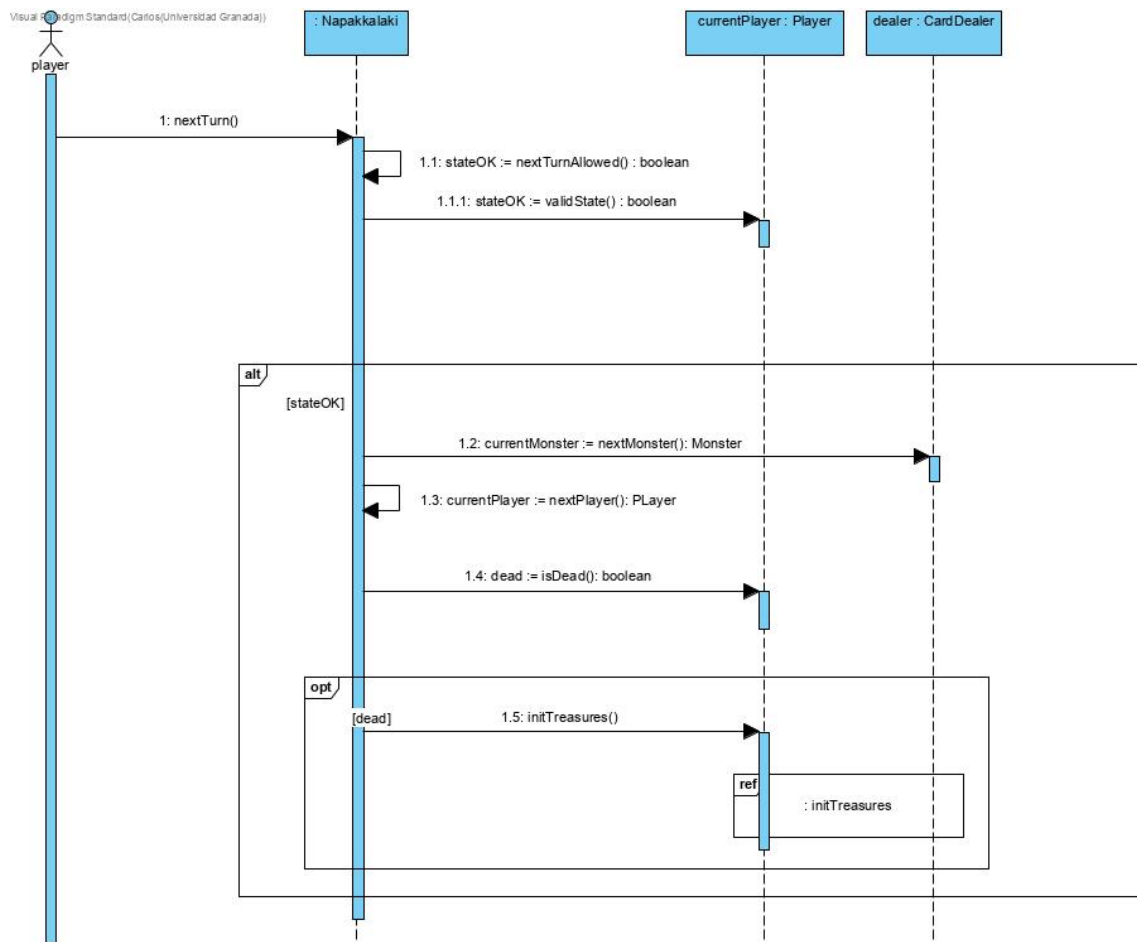 Visual Paradigm Standard(Carlos(Universidad Granada))
player
: Napakkalaki
currentPlayer : Player
dealer : CardDealer
1: nextTurn()
1.1: stateOK := nextTurnAllowed() : boolean
1.1.1: stateOK := validState() : boolean
alt
[stateOK]
1.2: currentMonster := nextMonster(): Monster
1.3: currentPlayer := nextPlayer(): PLayer
1.4: dead := isDead(): boolean
opt
[dead]
1.5: initTreasures()
ref
: initTreasures